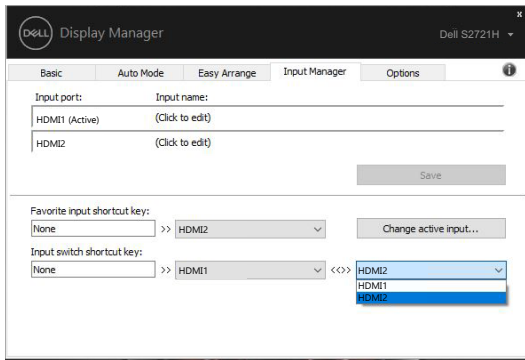 x
DELL Display Manager
Dell S2721H
Basic Auto Mode Easy Arrange Input Manager Options
Input port: Input name:
HDMI1 (Active) (Click to edit)
HDMI2 (Click to edit)
Save
Favorite input shortcut key:
None >> HDMI2 Change active input...
Input switch shortcut key:
None >> HDMI1 <<>> HDMI2
HDMI1
HDMI2